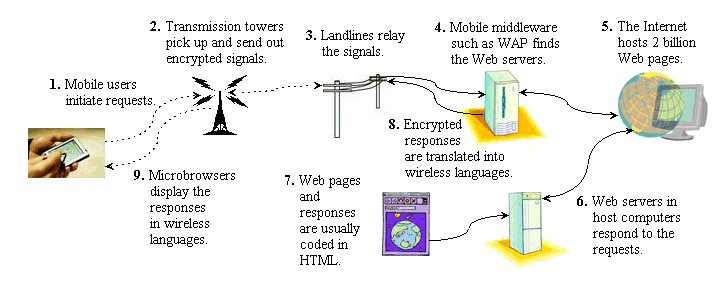 1. Mobile users
initiate requests.
2. Transmission towers
pick up and send out
encrypted signals.
3. Landlines relay
the signals.
4. Mobile middleware
such as WAP finds
the Web servers.
5. The Internet
hosts 2 billion
Web pages.
6. Web servers in
host computers
respond to the
requests.
7. Web pages
and
responses
are usually
coded in
HTML.
8. Encrypted
responses
are translated into
wireless languages.
9. Microbrowsers
display the
responses
in wireless
languages.